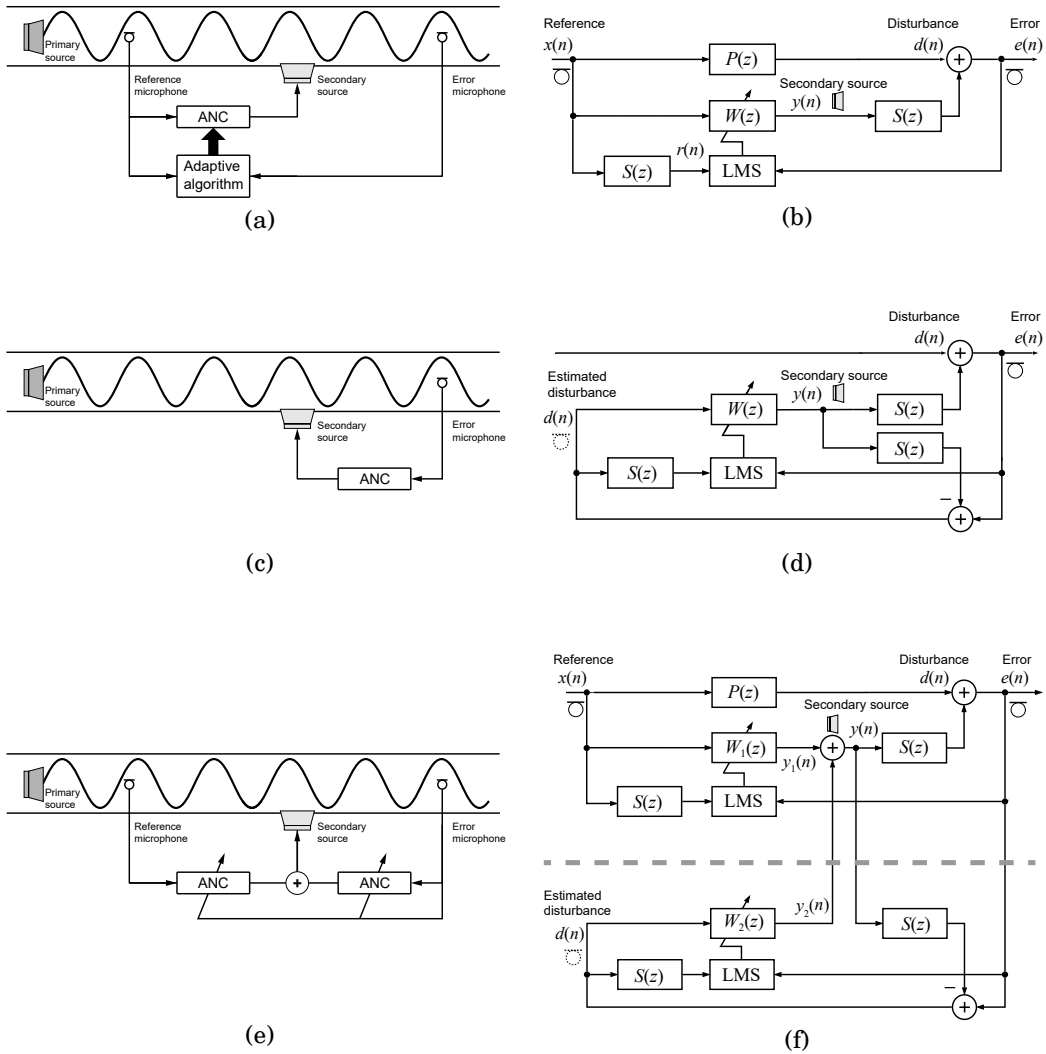 Primary
source
Reference
microphone
Secondary
source
Error
microphone
ANC
Adaptive
algorithm
(a)
Reference
x(n)
Disturbance
d(n)
Error
e(n)
P(z)
+
Secondary source
y(n)
W(z)
S(z)
r(n)
S(z)
LMS
(b)
Primary
source
Secondary
source
Error
microphone
ANC
(c)
Disturbance
d(n)
Error
e(n)
+
Estimated
disturbance
d(n)
Secondary source
y(n)
W(z)
S(z)
S(z)
S(z)
LMS
−
+
(d)
Primary
source
Reference
microphone
Secondary
source
Error
microphone
ANC
+
ANC
(e)
Reference
x(n)
Disturbance
d(n)
Error
e(n)
P(z)
+
Secondary source
W₁(z)
y₁(n)
+
y(n)
S(z)
S(z)
LMS
Estimated
disturbance
d(n)
W₂(z)
y₂(n)
S(z)
S(z)
LMS
−
+
(f)